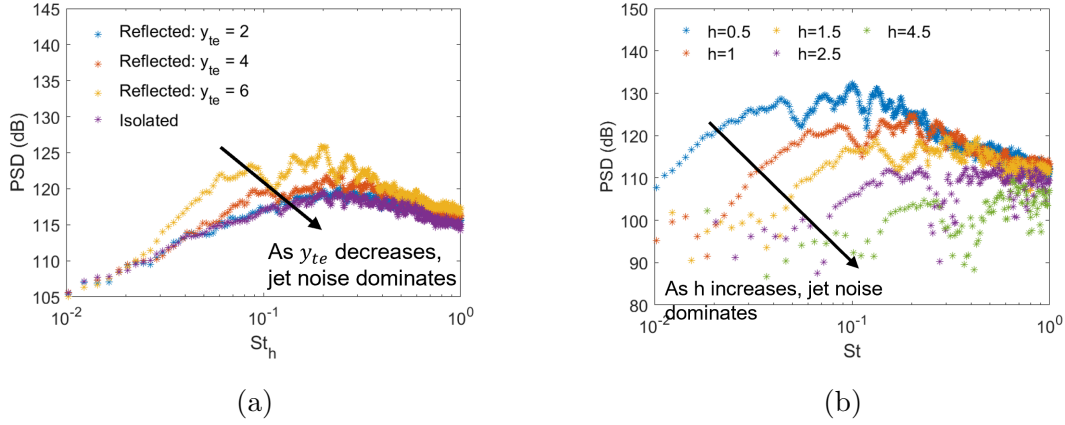 145
140
135
130
125
120
115
110
105
PSD (dB)
Reflected: y_te = 2
Reflected: y_te = 4
Reflected: y_te = 6
Isolated
As y_te decreases,
jet noise dominates
10^-2
10^-1
10^0
St_h
(a)
150
140
130
120
110
100
90
80
PSD (dB)
h=0.5
h=1.5
h=4.5
h=1
h=2.5
As h increases, jet noise
dominates
10^-2
10^-1
10^0
St
(b)